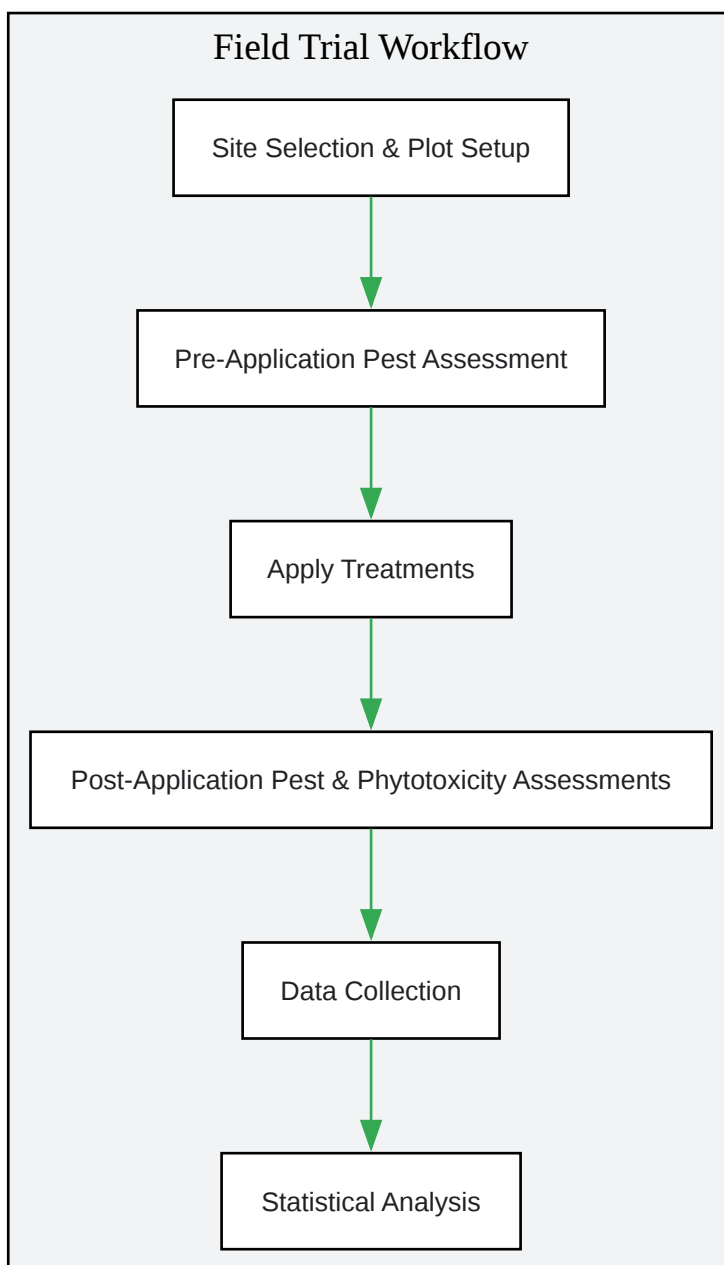 Field Trial Workflow
Site Selection & Plot Setup
Pre-Application Pest Assessment
Apply Treatments
Post-Application Pest & Phytotoxicity Assessments
Data Collection
Statistical Analysis